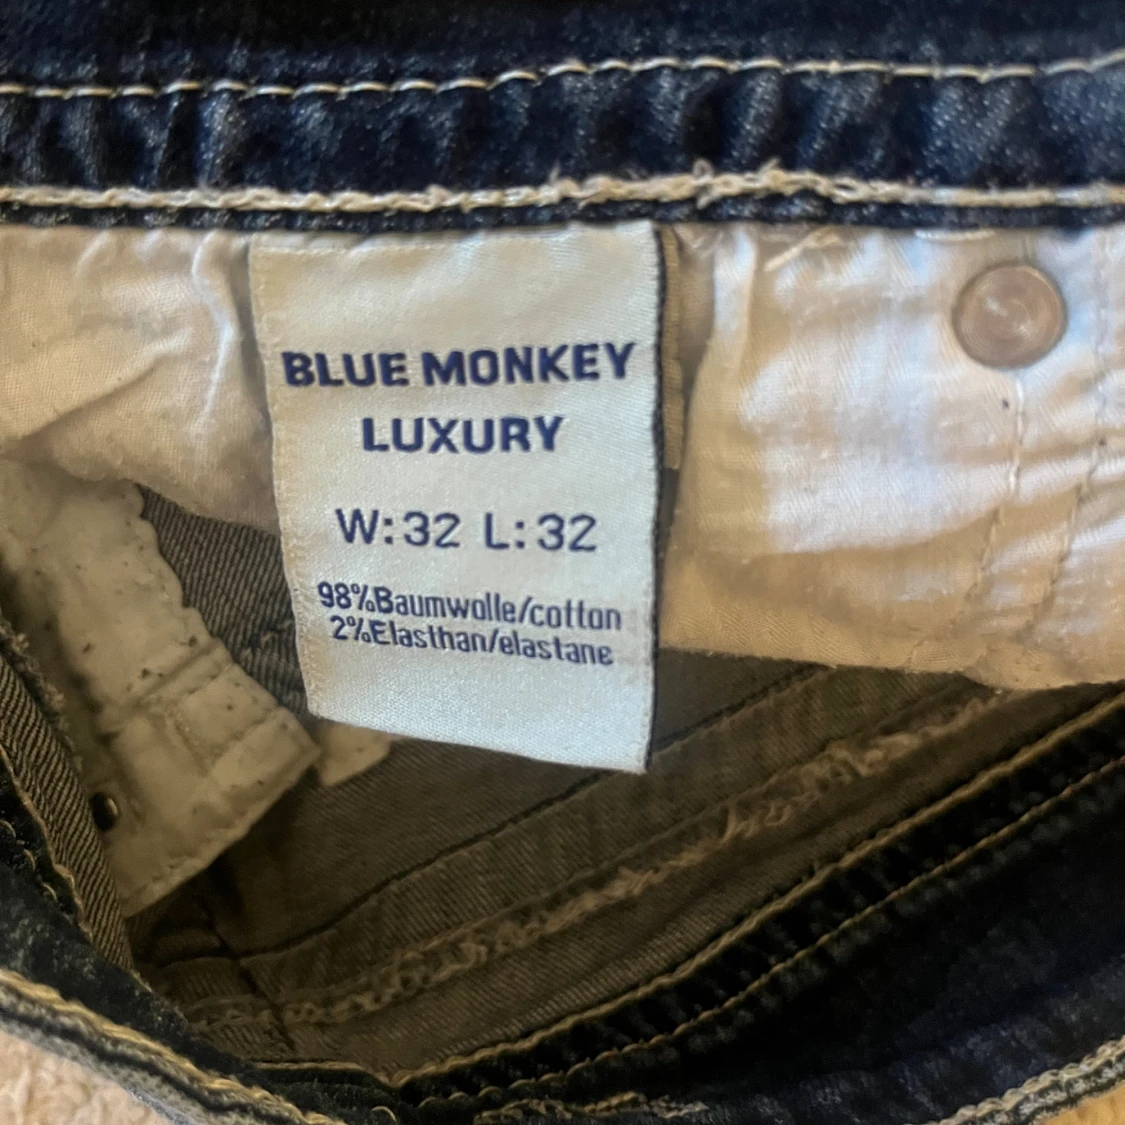 BLUE MONKEY
LUXURY
W:32 L:32
98%Baumwolle/cotton
2%Elasthan/elastane